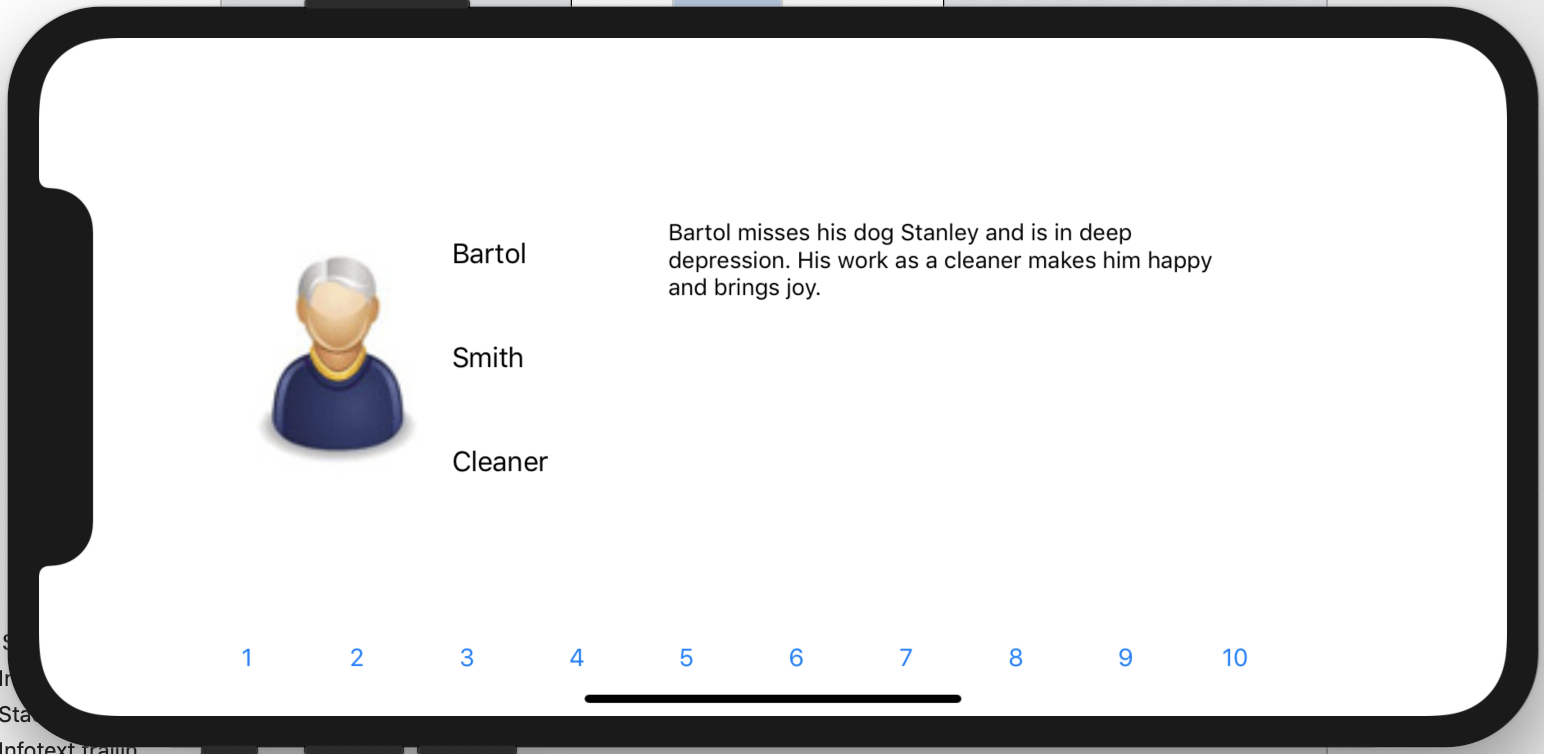 Bartol
Smith
Cleaner
Bartol misses his dog Stanley and is in deep
depression. His work as a cleaner makes him happy
and brings joy.
1 2 3 4 5 6 7 8 9 10
Infotext